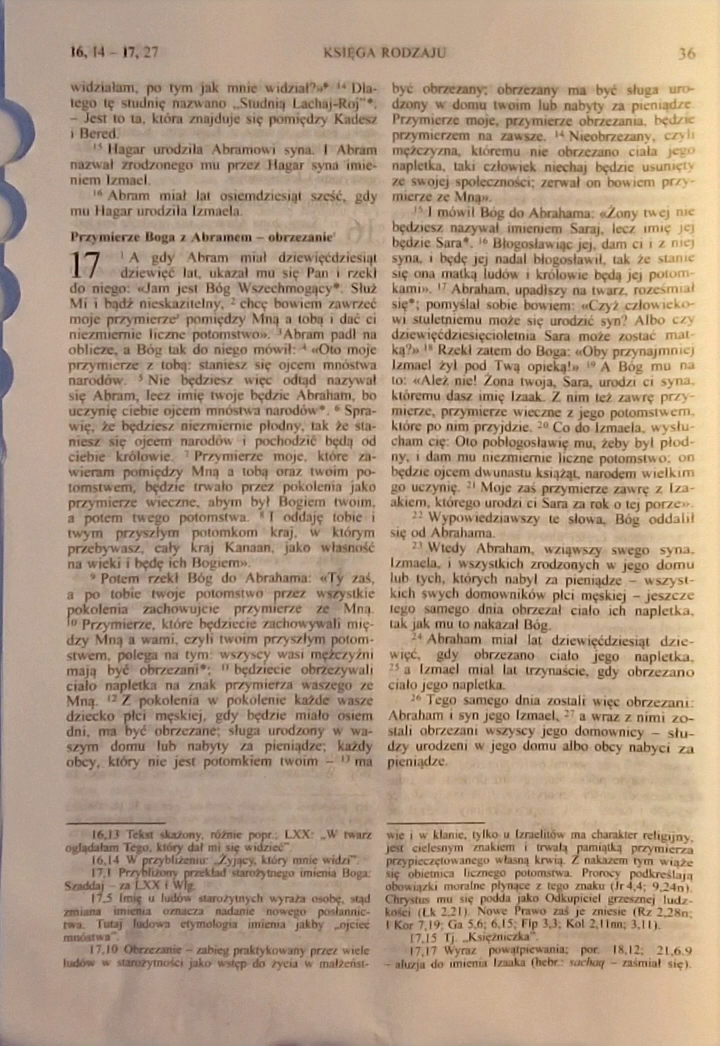 16, 14 – 17, 27
KSIĘGA RODZAJU
36
widziałam, po tym jak mnie widział?»* 14 Dla-
tego tę studnię nazwano „Studnią Lachaj-Roj”*.
– Jest to ta, która znajduje się pomiędzy Kadesz
i Bered.
15 Hagar urodziła Abramowi syna. I Abram
nazwał zrodzonego mu przez Hagar syna imie-
niem Izmael.
16 Abram miał lat osiemdziesiąt sześć, gdy
mu Hagar urodziła Izmaela.
Przymierze Boga z Abramem – obrzezanie
17 1 A gdy Abram miał dziewięćdziesiąt
dziewięć lat, ukazał mu się Pan i rzekł
do niego: «Jam jest Bóg Wszechmogący*. Służ
Mi i bądź nieskazitelny, 2 chcę bowiem zawrzeć
moje przymierze pomiędzy Mną a tobą i dać ci
niezmiernie liczne potomstwo». 3 Abram padł na
oblicze, a Bóg tak do niego mówił: 4 «Oto moje
przymierze z tobą: staniesz się ojcem mnóstwa
narodów. 5 Nie będziesz więc odtąd nazywał
się Abram, lecz imię twoje będzie Abraham, bo
uczynię ciebie ojcem mnóstwa narodów*. 6 Spra-
wię, że będziesz niezmiernie płodny, tak że sta-
niesz się ojcem narodów i pochodzić będą od
ciebie królowie. 7 Przymierze moje, które za-
wieram pomiędzy Mną a tobą oraz twoim po-
tomstwem, będzie trwało przez pokolenia jako
przymierze wieczne, abym był Bogiem twoim,
a potem twego potomstwa. 8 I oddaję tobie i
twym przyszłym potomkom kraj, w którym
przebywasz, cały kraj Kanaan, jako własność
na wieki i będę ich Bogiem».
9 Potem rzekł Bóg do Abrahama: «Ty zaś,
a po tobie twoje potomstwo przez wszystkie
pokolenia zachowujcie przymierze ze Mną.
10 Przymierze, które będziecie zachowywali mię-
dzy Mną a wami, czyli twoim przyszłym potom-
stwem, polega na tym: wszyscy wasi mężczyźni
mają być obrzezani*; 11 będziecie obrzezywali
ciało napletka na znak przymierza waszego ze
Mną. 12 Z pokolenia w pokolenie każde wasze
dziecko płci męskiej, gdy będzie miało osiem
dni, ma być obrzezane; sługa urodzony w wa-
szym domu lub nabyty za pieniądze; każdy
obcy, który nie jest potomkiem twoim – 13 ma
być obrzezany; obrzezany ma być sługa uro-
dzony w domu twoim lub nabyty za pieniądze.
Przymierze moje, przymierze obrzezania, będzie
przymierzem na zawsze. 14 Nieobrzezany, czyli
mężczyzna, któremu nie obrzezano ciała jego
napletka, taki człowiek niechaj będzie usunięty
ze swojej społeczności; zerwał on bowiem przy-
mierze ze Mną».
15 I mówił Bóg do Abrahama: «Żony twej nie
będziesz nazywał imieniem Saraj, lecz imię jej
będzie Sara*. 16 Błogosławiąc jej, dam ci i z niej
syna, i będę jej nadal błogosławił, tak że stanie
się ona matką ludów i królowie będą jej potom-
kami». 17 Abraham, upadłszy na twarz, roześmiał
się*; pomyślał sobie bowiem: «Czyż człowieko-
wi stuletniemu może się urodzić syn? Albo czy
dziewięćdziesięcioletnia Sara może zostać mat-
ką?» 18 Rzekł zatem do Boga: «Oby przynajmniej
Izmael żył pod Twą opieką!» 19 A Bóg mu na
to: «Ależ nie! Żona twoja, Sara, urodzi ci syna,
któremu dasz imię Izaak. Z nim też zawrę przy-
mierze, przymierze wieczne z jego potomstwem,
które po nim przyjdzie. 20 Co do Izmaela, wysłu-
cham cię: Oto pobłogosławię mu, żeby był płod-
ny, i dam mu niezmiernie liczne potomstwo; on
będzie ojcem dwunastu książąt, narodem wielkim
go uczynię. 21 Moje zaś przymierze zawrę z Iza-
akiem, którego urodzi ci Sara za rok o tej porze».
22 Wypowiedziawszy te słowa, Bóg oddalił
się od Abrahama.
23 Wtedy Abraham, wziąwszy swego syna,
Izmaela, i wszystkich zrodzonych w jego domu
lub tych, których nabył za pieniądze – wszyst-
kich swych domowników płci męskiej – jeszcze
tego samego dnia obrzezał ciało ich napletka,
tak jak mu to nakazał Bóg.
24 Abraham miał lat dziewięćdziesiąt dzie-
więć, gdy obrzezano ciało jego napletka,
25 a Izmael miał lat trzynaście, gdy obrzezano
ciało jego napletka.
26 Tego samego dnia zostali więc obrzezani:
Abraham i syn jego Izmael, 27 a wraz z nimi zo-
stali obrzezani wszyscy jego domownicy – słu-
dzy urodzeni w jego domu albo obcy nabyci za
pieniądze.
16,13 Tekst skażony, różnie popr.; LXX: „W twarz
oglądałam Tego, który dał mi się widzieć”.
16,14 W przybliżeniu: „Żyjący, który mnie widzi”.
17,1 Przybliżony przekład starożytnego imienia Boga:
Szaddaj – za LXX i Wlg.
17,5 Imię u ludów starożytnych wyraża osobę, stąd
zmiana imienia oznacza nadanie nowego posłannic-
twa. Tutaj ludowa etymologia imienia jakby „ojciec
mnóstwa”.
17,10 Obrzezanie – zabieg praktykowany przez wiele
ludów w starożytności jako wstęp do życia w małżeńst-
wie i w klanie, tylko u Izraelitów ma charakter religijny,
jest cielesnym znakiem i trwałą pamiątką przymierza
przypieczętowanego własną krwią. Z nakazem tym wiąże
się obietnica licznego potomstwa. Prorocy podkreślają
obowiązki moralne płynące z tego znaku (Jr 4,4; 9,24n).
Chrystus mu się podda jako Odkupiciel grzesznej ludz-
kości (Łk 2,21). Nowe Prawo zaś je zniesie (Rz 2,28n;
1 Kor 7,19; Ga 5,6; 6,15; Flp 3,3; Kol 2,11nn; 3,11).
17,15 Tj. „Księżniczka”.
17,17 Wyraz powątpiewania; por. 18,12; 21,6.9
– aluzja do imienia Izaaka (hebr.: sachaq – zaśmiał się).